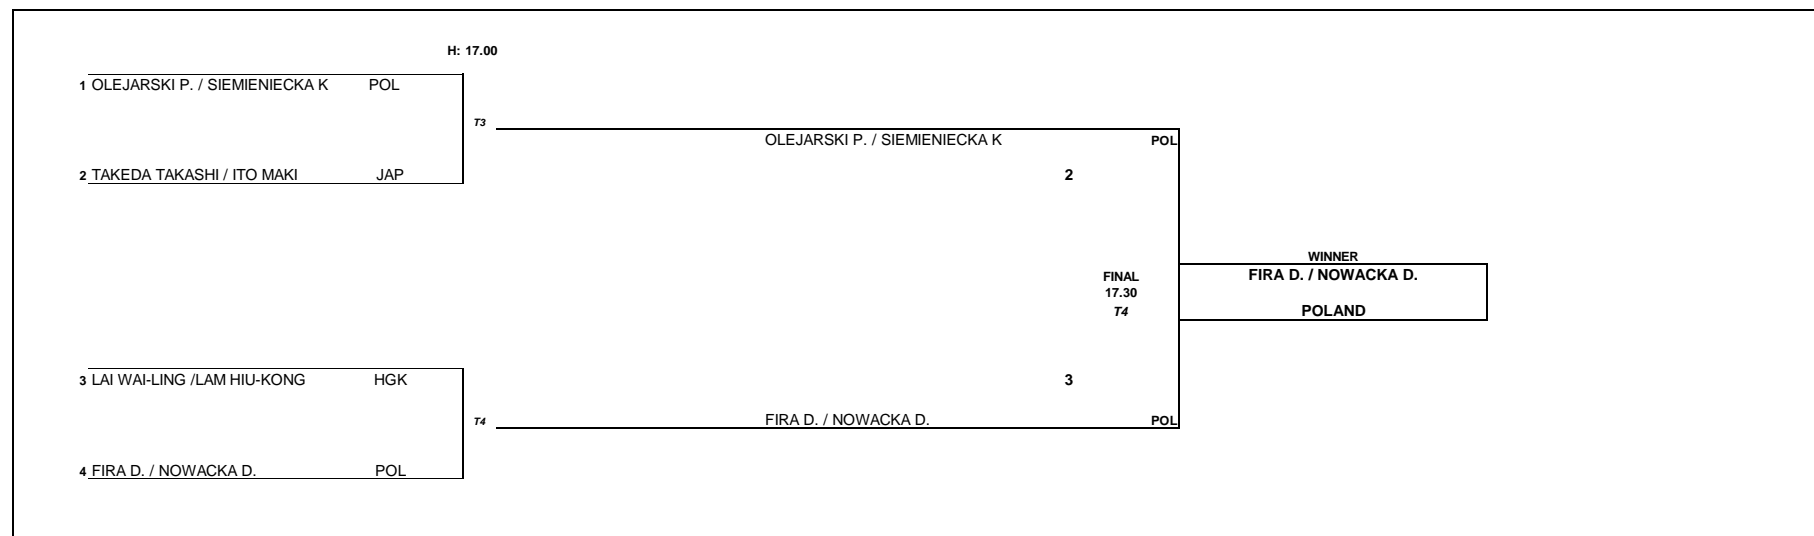 H: 17.00
1 OLEJARSKI P. / SIEMIENIECKA K POL
T3
OLEJARSKI P. / SIEMIENIECKA K POL
2 TAKEDA TAKASHI / ITO MAKI JAP
2
WINNER
FINAL
FIRA D. / NOWACKA D.
17.30
T4
POLAND
3 LAI WAI-LING /LAM HIU-KONG HGK
3
T4
FIRA D. / NOWACKA D. POL
4 FIRA D. / NOWACKA D. POL